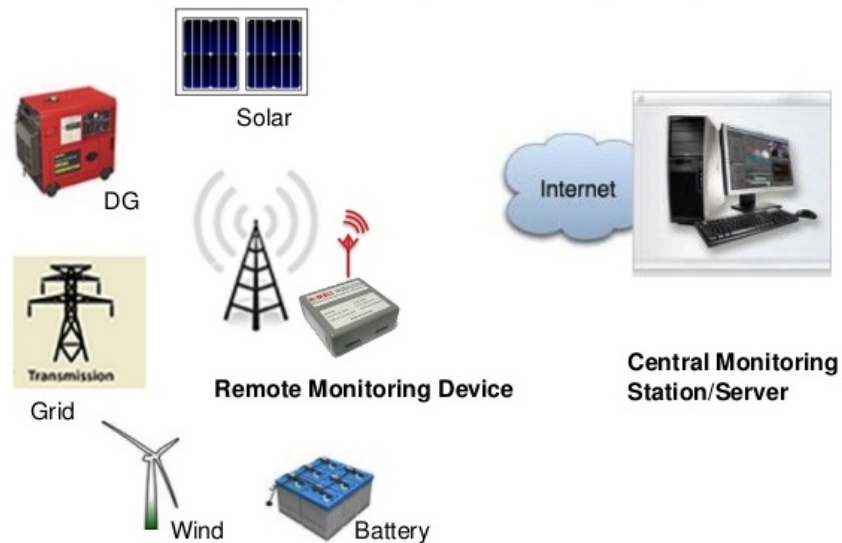 Solar
DG
Internet
Transmission
Grid
Remote Monitoring Device
Central Monitoring
Station/Server
Wind
Battery